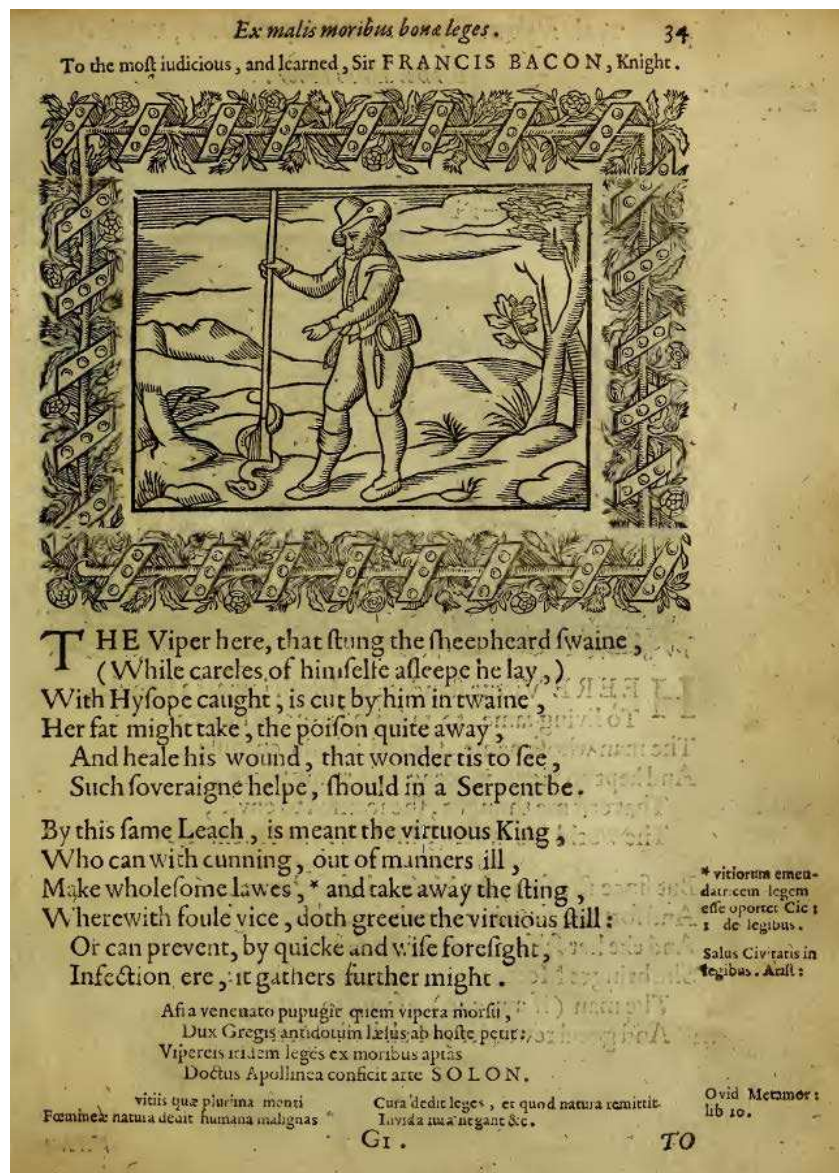 Ex malis moribus bonæ leges.
34
To the moſt iudicious, and learned, Sir FRANCIS BACON, Knight.
THE Viper here, that ſtung the ſheepheard ſwaine,
(While careles of himſelfe aſleepe he lay,)
With Hyſope caught, is cut by him in twaine,
Her fat might take, the poiſon quite away,
And heale his wound, that wonder tis to ſee,
Such ſoveraigne helpe, ſhould in a Serpent be.
By this ſame Leach, is meant the virtuous King,
Who can with cunning, out of manners ill,
Make wholeſome lawes,* and take away the ſting,
Wherewith foule vice, doth greeue the virtuous ſtill:
Or can prevent, by quicke and wiſe foreſight,
Infection ere, it gathers further might.
* vitiorum emen-
datricem legem
eſſe oportet Cic:
1 de legibus.
Salus Civitatis in
legibus. Ariſt:
Aſt a venenato pupugit quem vipera morſu,
Dux Gregis antidotum læſus ab hoſte petit:
Vipereis itidem leges ex moribus aptas
Doctus Apollinea conficit arte SOLON.
vitiis quæ plurima menti
Fœmineæ natura dedit humana malignas
Cura dedit leges, et quod natura remittit
Invida iura negant &c.
Ovid Metamor:
lib 10.
G1.
TO